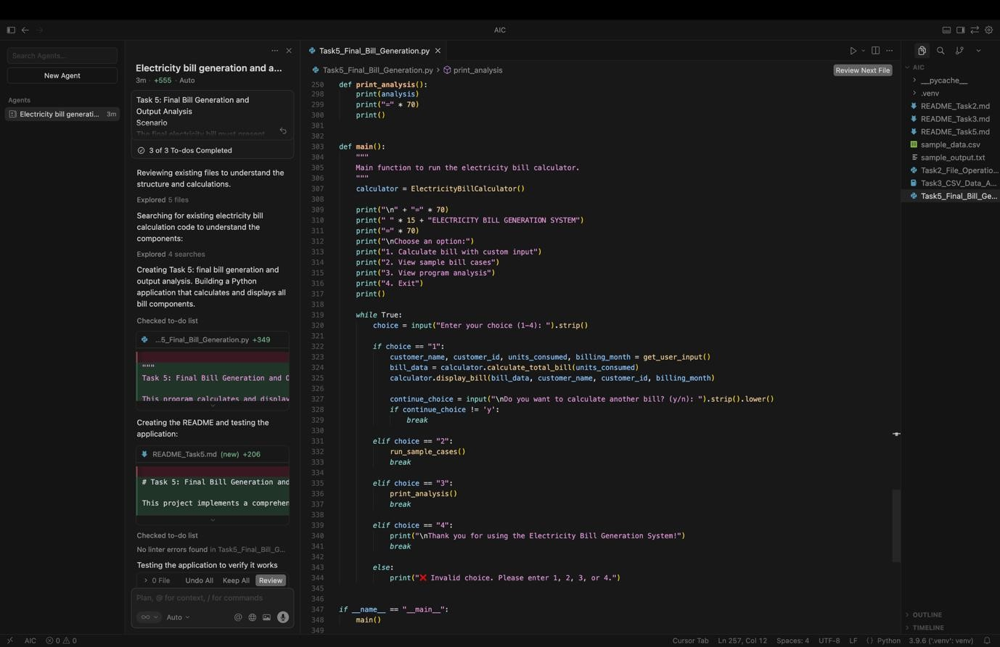 AIC
Search Agents...
New Agent
Agents
Electricity bill generati... 3m
Electricity bill generation and a...
3m · +555 · Auto
Task 5: Final Bill Generation and
Output Analysis
Scenario
The final electricity bill must present
3 of 3 To-dos Completed
Reviewing existing files to understand the
structure and calculations.
Explored 5 files
Searching for existing electricity bill
calculation code to understand the
components:
Explored 4 searches
Creating Task 5: final bill generation and
output analysis. Building a Python
application that calculates and displays all
bill components.
Checked to-do list
...5_Final_Bill_Generation.py +349
"""
Task 5: Final Bill Generation and O
This program calculates and display
Creating the README and testing the
application:
README_Task5.md (new) +206
# Task 5: Final Bill Generation and
This project implements a comprehen
Checked to-do list
No linter errors found in Task5_Final_Bill_G...
Testing the application to verify it works
> 0 File Undo All Keep All Review
Plan, @ for context, / for commands
∞ Auto
Task5_Final_Bill_Generation.py
Task5_Final_Bill_Generation.py > print_analysis
Review Next File
250 def print_analysis():
298     print(analysis)
299     print("=" * 70)
300     print()
301
302
303 def main():
304     """
305     Main function to run the electricity bill calculator.
306     """
307     calculator = ElectricityBillCalculator()
308
309     print("\n" + "=" * 70)
310     print(" " * 15 + "ELECTRICITY BILL GENERATION SYSTEM")
311     print("=" * 70)
312     print("\nChoose an option:")
313     print("1. Calculate bill with custom input")
314     print("2. View sample bill cases")
315     print("3. View program analysis")
316     print("4. Exit")
317     print()
318
319     while True:
320         choice = input("Enter your choice (1-4): ").strip()
321
322         if choice == "1":
323             customer_name, customer_id, units_consumed, billing_month = get_user_input()
324             bill_data = calculator.calculate_total_bill(units_consumed)
325             calculator.display_bill(bill_data, customer_name, customer_id, billing_month)
326
327             continue_choice = input("\nDo you want to calculate another bill? (y/n): ").strip().lower()
328             if continue_choice != 'y':
329                 break
330
331         elif choice == "2":
332             run_sample_cases()
333             break
334
335         elif choice == "3":
336             print_analysis()
337             break
338
339         elif choice == "4":
340             print("\nThank you for using the Electricity Bill Generation System!")
341             break
342
343         else:
344             print("❌ Invalid choice. Please enter 1, 2, 3, or 4.")
345
346
347 if __name__ == "__main__":
348     main()
349
AIC
__pycache__
.venv
README_Task2.md
README_Task3.md
README_Task5.md
sample_data.csv
sample_output.txt
Task2_File_Operatio...
Task3_CSV_Data_A...
Task5_Final_Bill_Ge...
OUTLINE
TIMELINE
AIC 0 0
Cursor Tab Ln 257, Col 12 Spaces: 4 UTF-8 LF {} Python 3.9.6 ('.venv': venv)